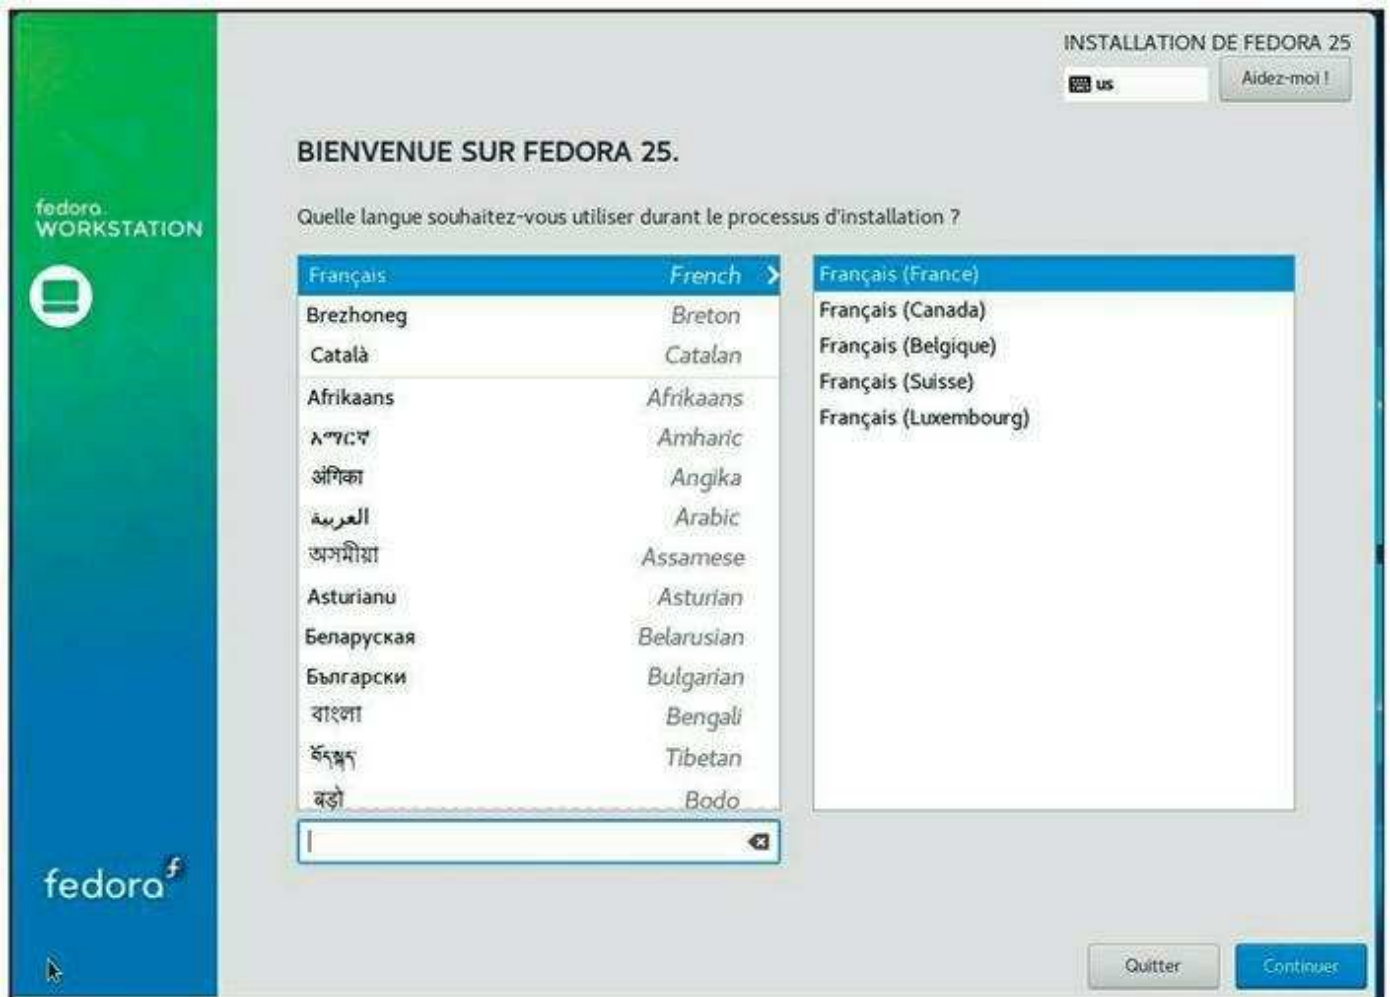 INSTALLATION DE FEDORA 25
us
Aidez-moi !
BIENVENUE SUR FEDORA 25.
fedora
WORKSTATION
Quelle langue souhaitez-vous utiliser durant le processus d'installation ?
Français French
Brezhoneg Breton
Català Catalan
Afrikaans Afrikaans
አማርኛ Amharic
अंगिका Angika
العربية Arabic
অসমীয়া Assamese
Asturianu Asturian
Беларуская Belarusian
Български Bulgarian
বাংলা Bengali
བོད་སྐད་ Tibetan
बड़ो Bodo
Français (France)
Français (Canada)
Français (Belgique)
Français (Suisse)
Français (Luxembourg)
fedora
Quitter
Continuer